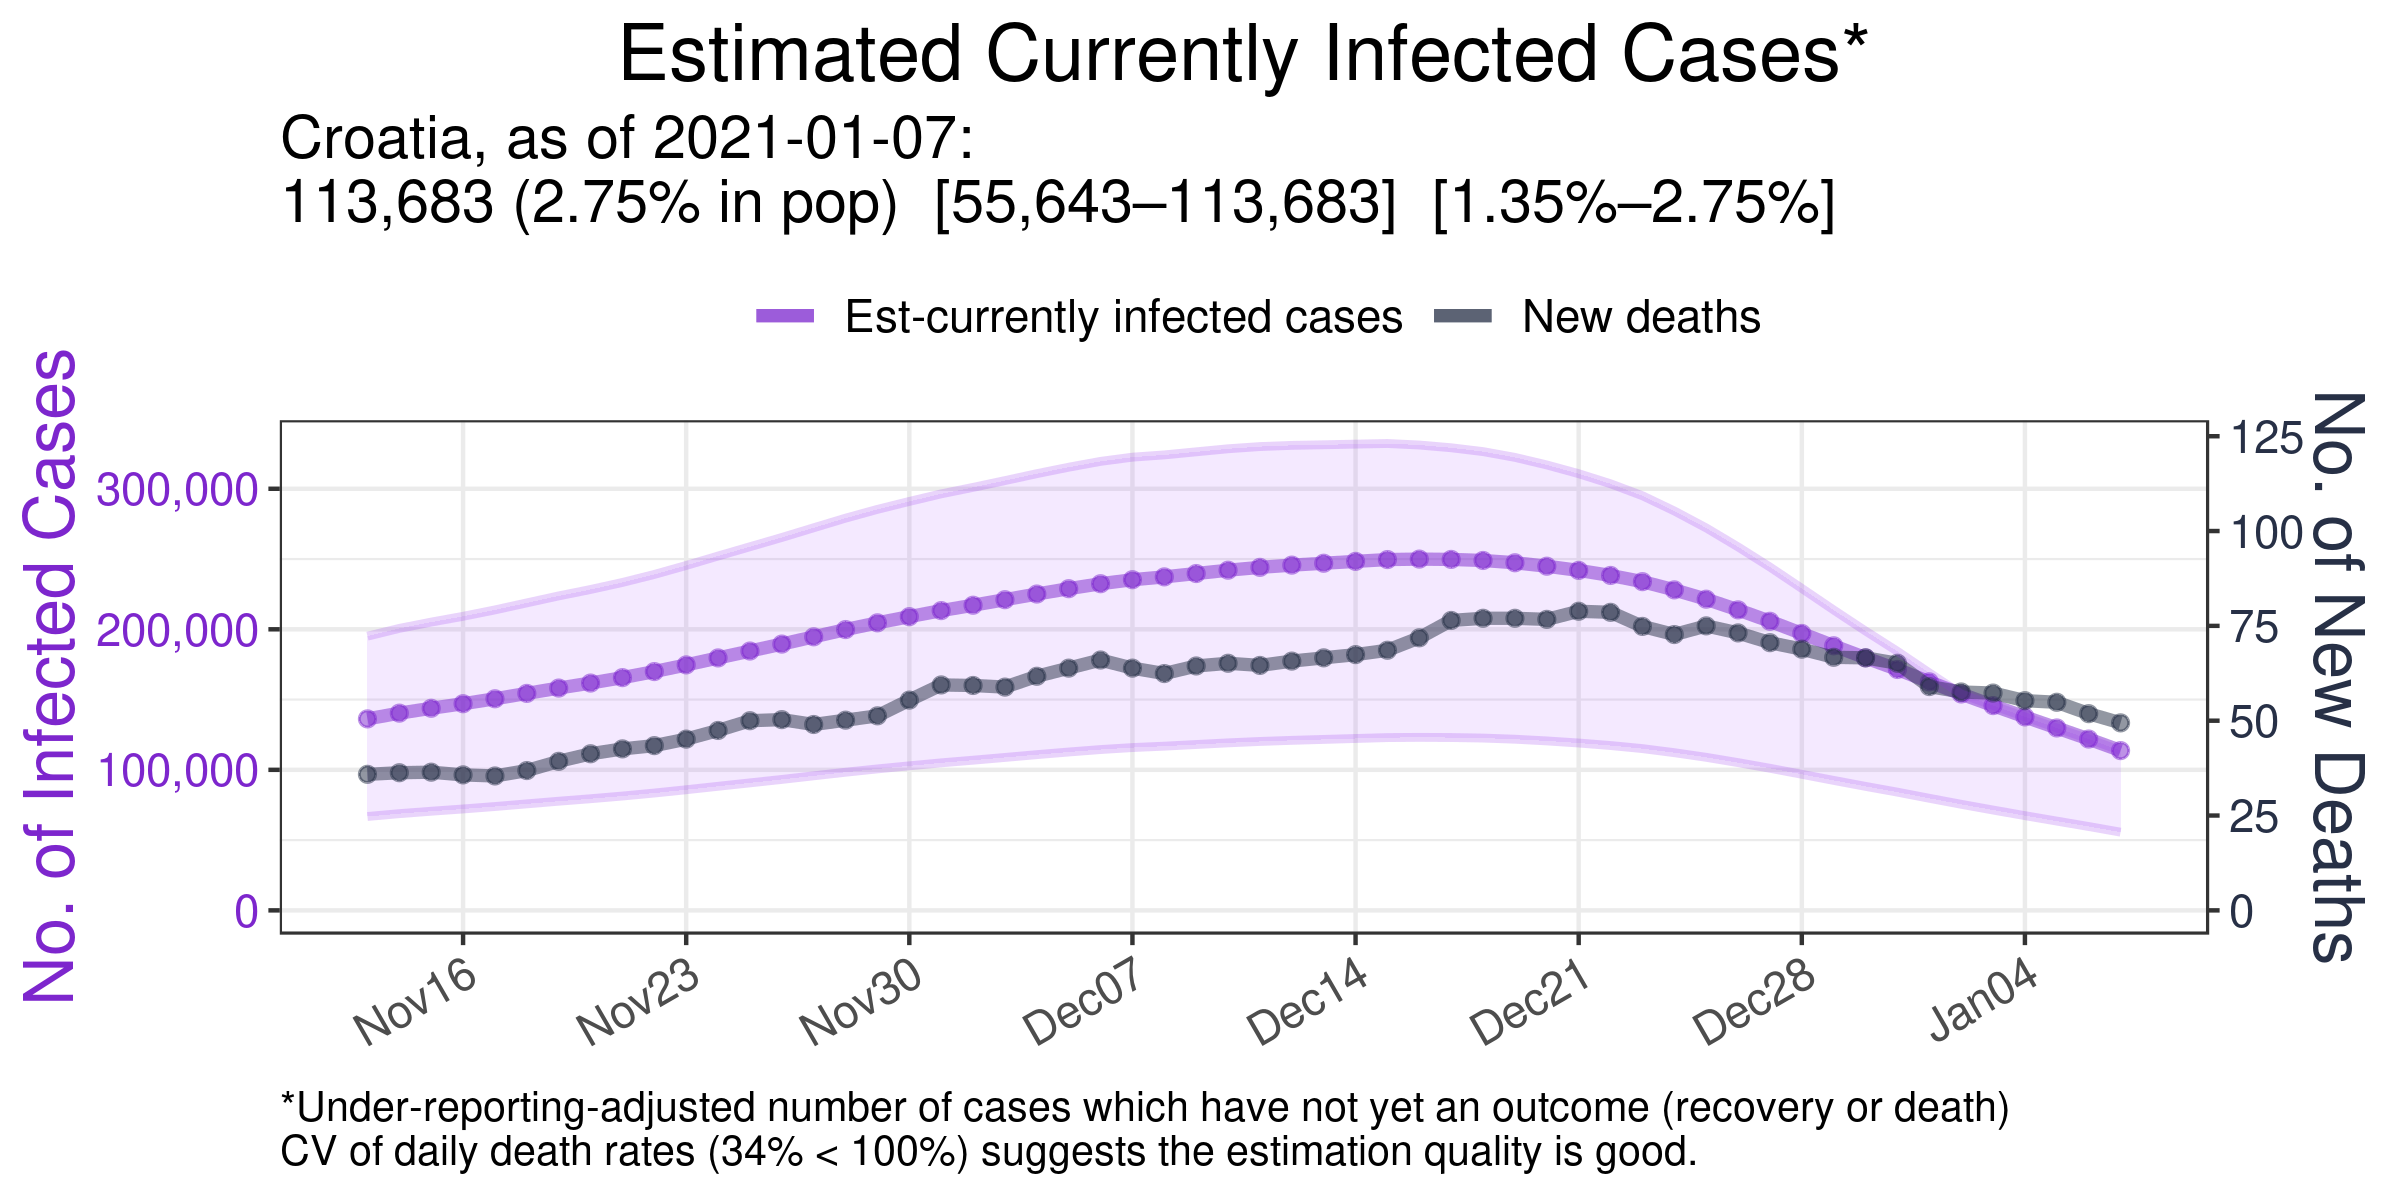 Estimated Currently Infected Cases*
Croatia, as of 2021-01-07:
113,683 (2.75% in pop)  [55,643–113,683]  [1.35%–2.75%]
Est-currently infected cases
New deaths
No. of Infected Cases
300,000
200,000
100,000
0
125
100
75
50
25
0
No. of New Deaths
Nov16
Nov23
Nov30
Dec07
Dec14
Dec21
Dec28
Jan04
*Under-reporting-adjusted number of cases which have not yet an outcome (recovery or death)
CV of daily death rates (34% < 100%) suggests the estimation quality is good.